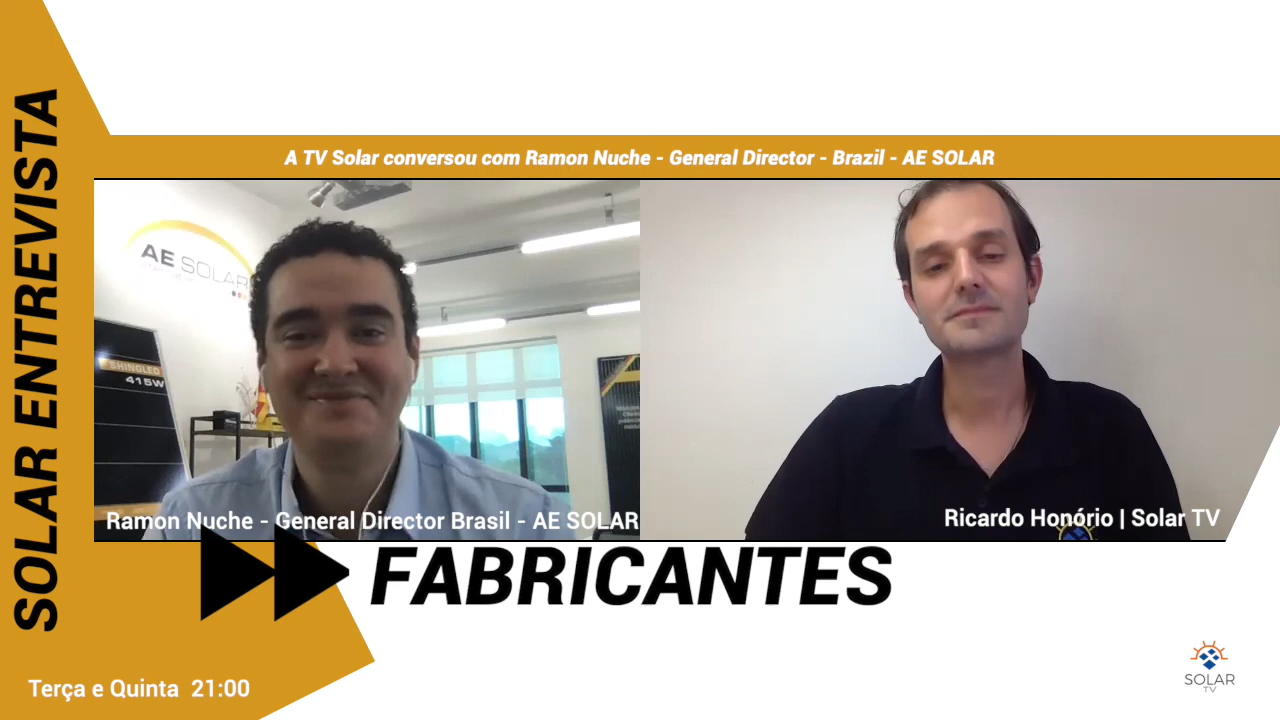 SOLAR ENTREVISTA
A TV Solar conversou com Ramon Nuche - General Director - Brazil - AE SOLAR
AE SOLAR
SHINGLED
415W
Ramon Nuche - General Director Brasil - AE SOLAR
Ricardo Honório | Solar TV
FABRICANTES
Terça e Quinta 21:00
SOLAR
TV